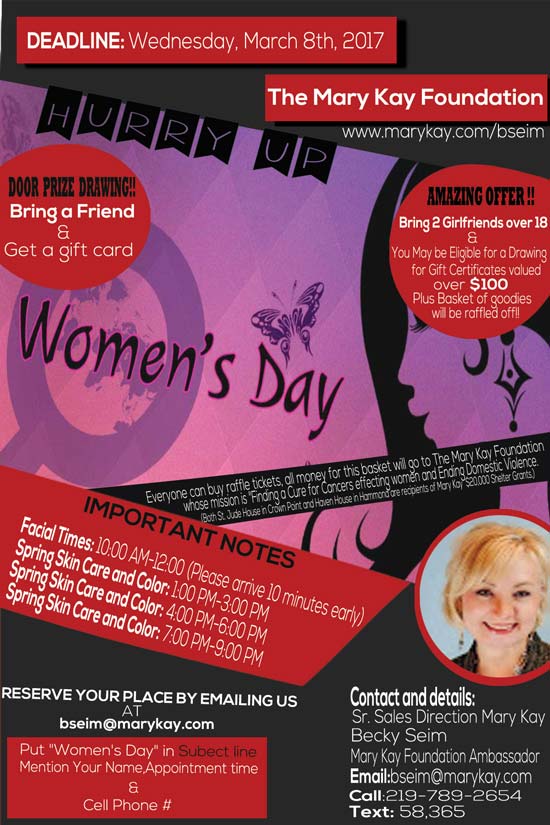 DEADLINE: Wednesday, March 8th, 2017
The Mary Kay Foundation
www.marykay.com/bseim
HURRY UP
DOOR PRIZE DRAWING!!
Bring a Friend
&
Get a gift card
AMAZING OFFER !!
Bring 2 Girlfriends over 18
&
You May be Eligible for a Drawing
for Gift Certificates valued
over $100
Plus Basket of goodies
will be raffled off!!
Women's Day
Everyone can buy raffle tickets, all money for this basket will go to The Mary Kay Foundation
whose mission is "Finding a Cure for Cancers effecting women and Ending Domestic Violence.
(Both St. Jude House in Crown Point and Haven House in Hammond are recipients of Mary Kay $20,000 Shelter Grants.)
IMPORTANT NOTES
Facial Times: 10:00 AM-12:00 (Please arrive 10 minutes early)
Spring Skin Care and Color: 1:00 PM-3:00 PM
Spring Skin Care and Color: 4:00 PM-6:00 PM
Spring Skin Care and Color: 7:00 PM-9:00 PM
RESERVE YOUR PLACE BY EMAILING US
AT
bseim@marykay.com
Put "Women's Day" in Subect line
Mention Your Name,Appointment time
&
Cell Phone #
Contact and details:
Sr. Sales Direction Mary Kay
Becky Seim
Mary Kay Foundation Ambassador
Email:bseim@marykay.com
Call:219-789-2654
Text: 58,365